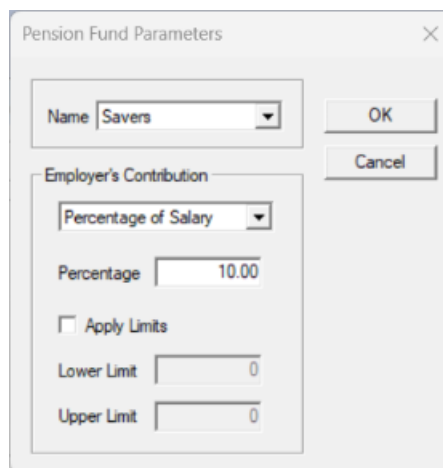 Pension Fund Parameters
Name Savers
OK
Cancel
Employer's Contribution
Percentage of Salary
Percentage 10.00
Apply Limits
Lower Limit 0
Upper Limit 0